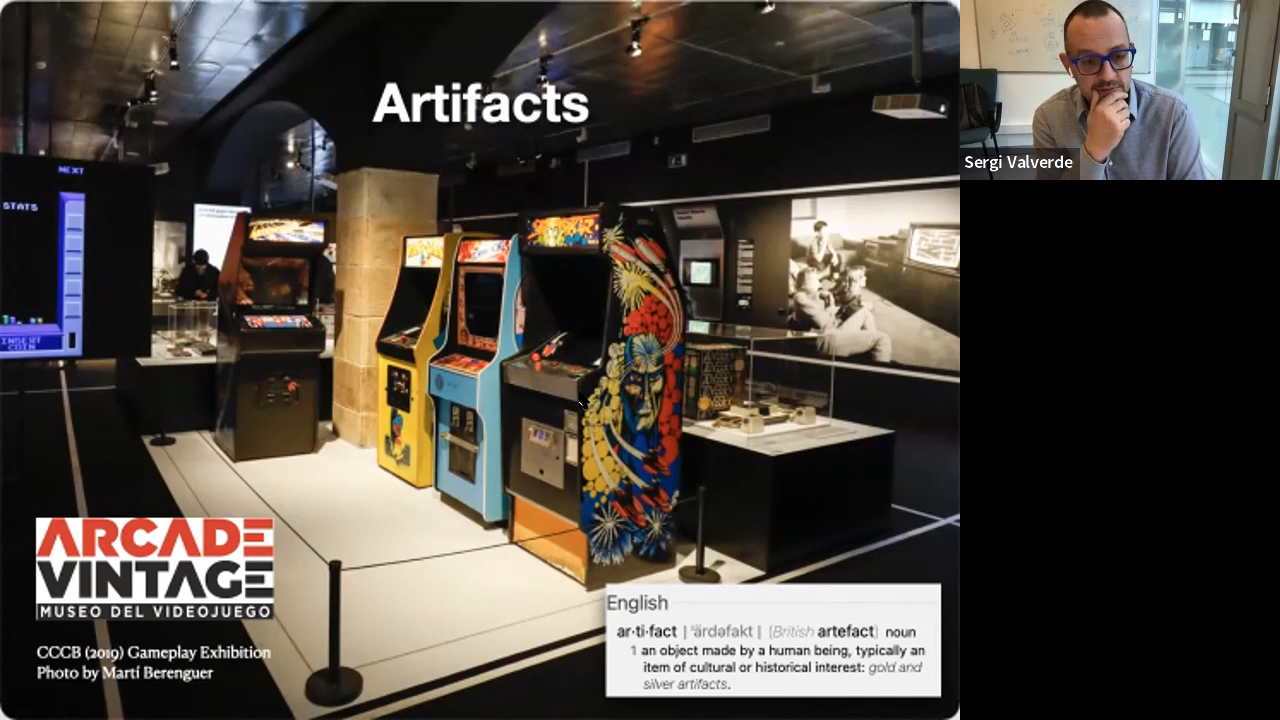 Artifacts
Sergi Valverde
NEXT
STATS
INSERT
COIN
ARCADE
VINTAGE
MUSEO DEL VIDEOJUEGO
CCCB (2019) Gameplay Exhibition
Photo by Martí Berenguer
English
ar·ti·fact | ˈärdəfakt | (British artefact) noun
1 an object made by a human being, typically an
item of cultural or historical interest: gold and
silver artifacts.